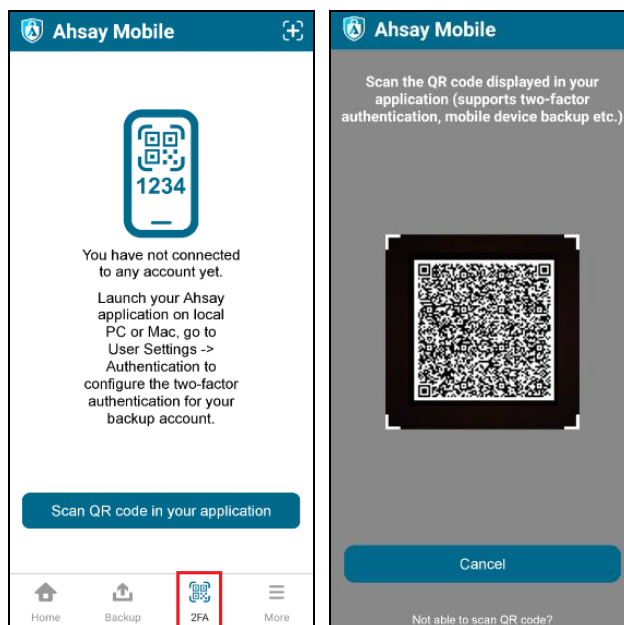 Ahsay Mobile
1234
You have not connected
to any account yet.
Launch your Ahsay
application on local
PC or Mac, go to
User Settings ->
Authentication to
configure the two-factor
authentication for your
backup account.
Scan QR code in your application
Home
Backup
2FA
More
Ahsay Mobile
Scan the QR code displayed in your
application (supports two-factor
authentication, mobile device backup etc.)
Cancel
Not able to scan QR code?